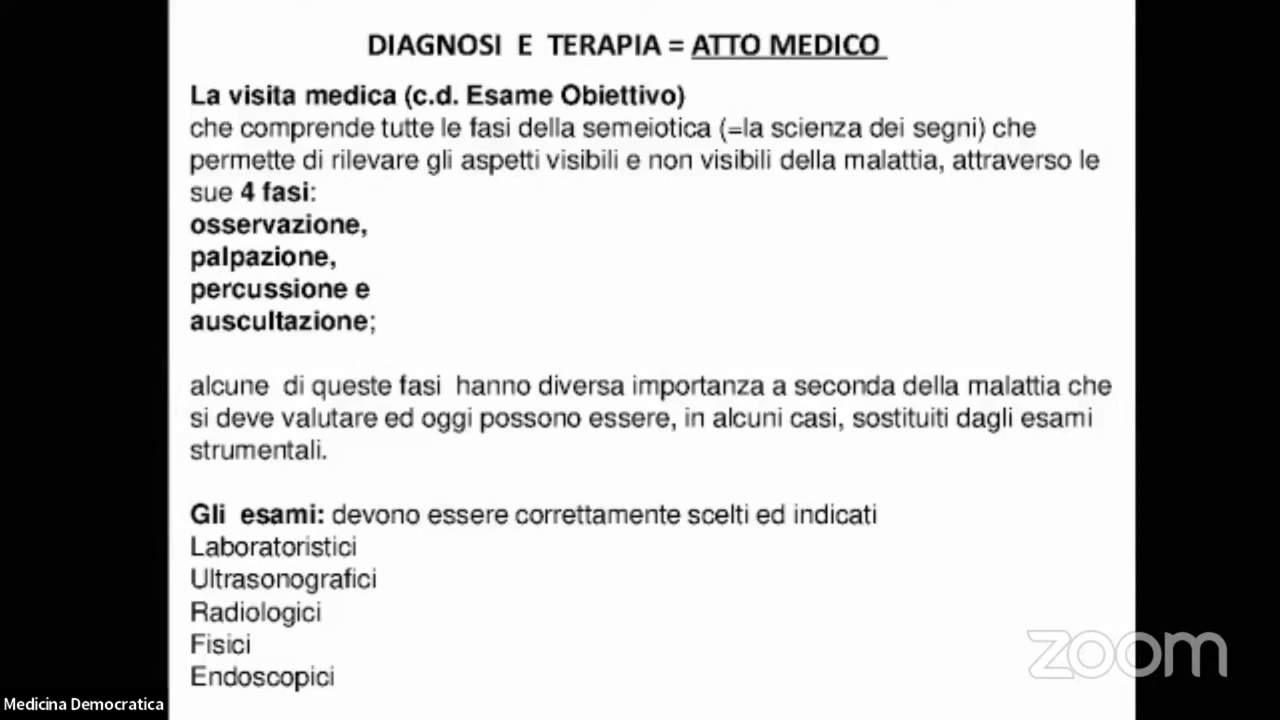 DIAGNOSI E TERAPIA = ATTO MEDICO
La visita medica (c.d. Esame Obiettivo)
che comprende tutte le fasi della semeiotica (=la scienza dei segni) che
permette di rilevare gli aspetti visibili e non visibili della malattia, attraverso le
sue 4 fasi:
osservazione,
palpazione,
percussione e
auscultazione;
alcune di queste fasi hanno diversa importanza a seconda della malattia che
si deve valutare ed oggi possono essere, in alcuni casi, sostituiti dagli esami
strumentali.
Gli esami: devono essere correttamente scelti ed indicati
Laboratoristici
Ultrasonografici
Radiologici
Fisici
Endoscopici
zoom
Medicina Democratica